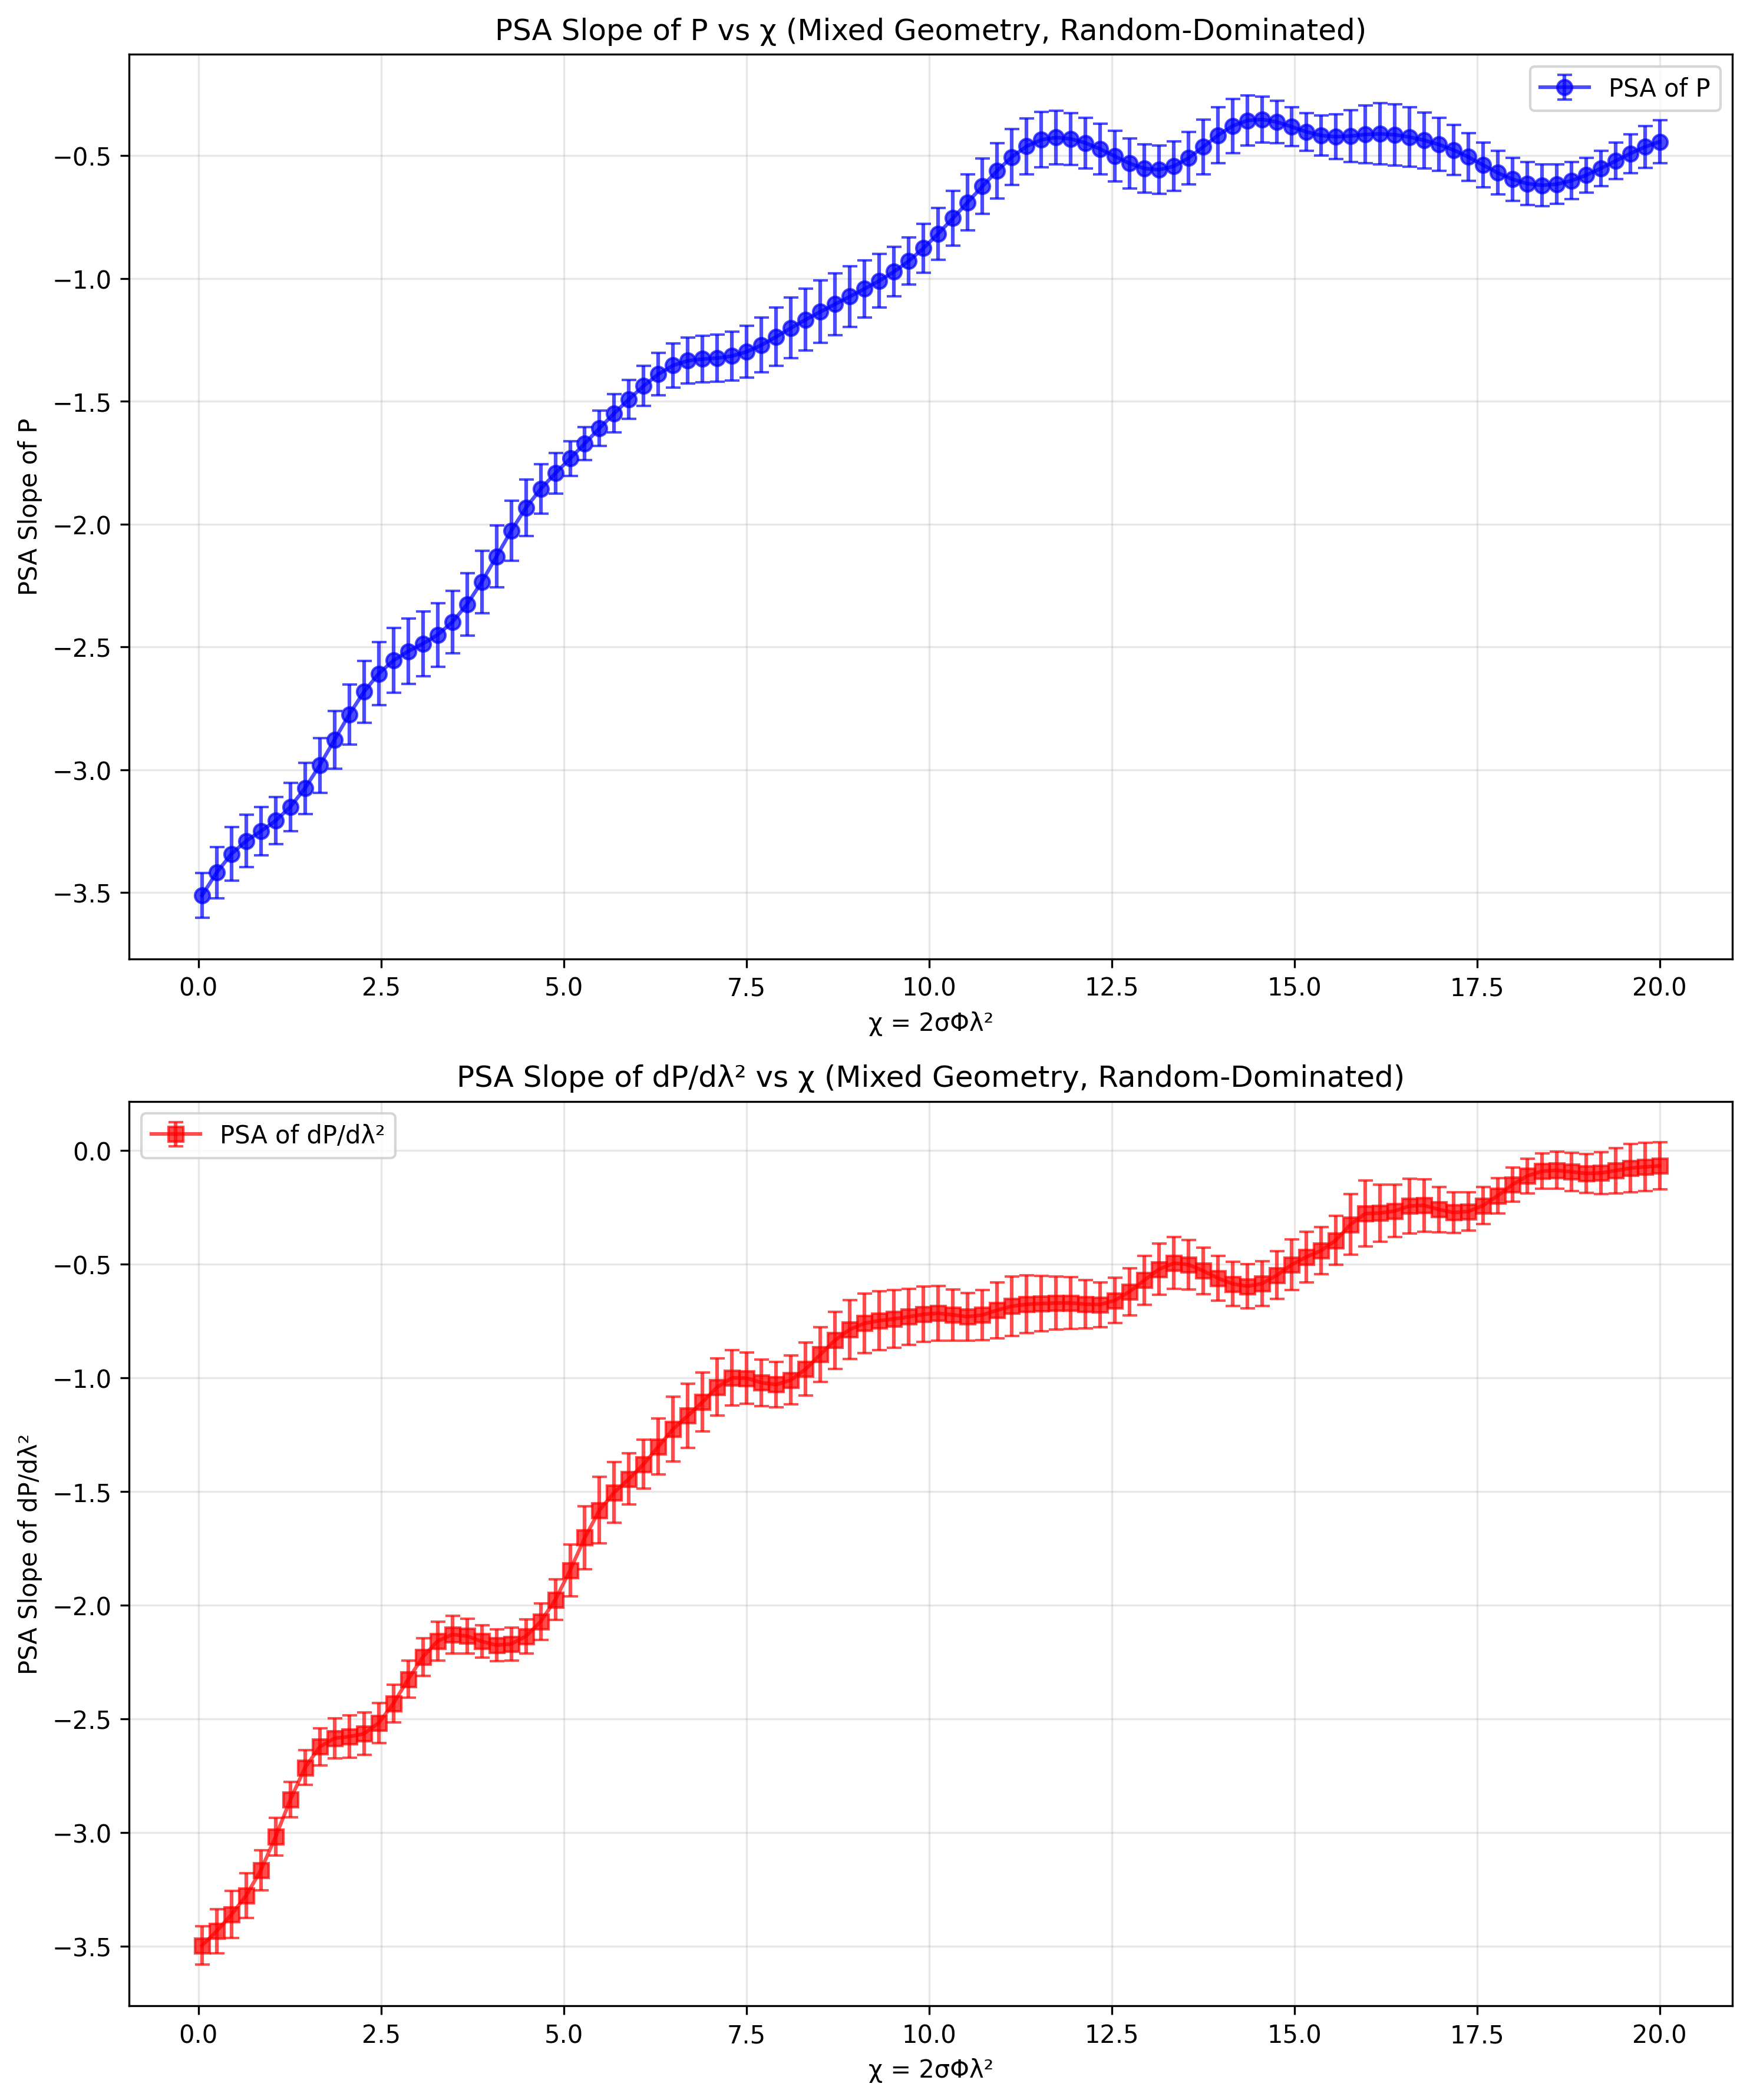 PSA Slope of P vs χ (Mixed Geometry, Random-Dominated)
PSA of P
PSA Slope of P
−0.5
−1.0
−1.5
−2.0
−2.5
−3.0
−3.5
0.0 2.5 5.0 7.5 10.0 12.5 15.0 17.5 20.0
χ = 2σΦλ²
PSA Slope of dP/dλ² vs χ (Mixed Geometry, Random-Dominated)
PSA of dP/dλ²
PSA Slope of dP/dλ²
0.0
−0.5
−1.0
−1.5
−2.0
−2.5
−3.0
−3.5
0.0 2.5 5.0 7.5 10.0 12.5 15.0 17.5 20.0
χ = 2σΦλ²